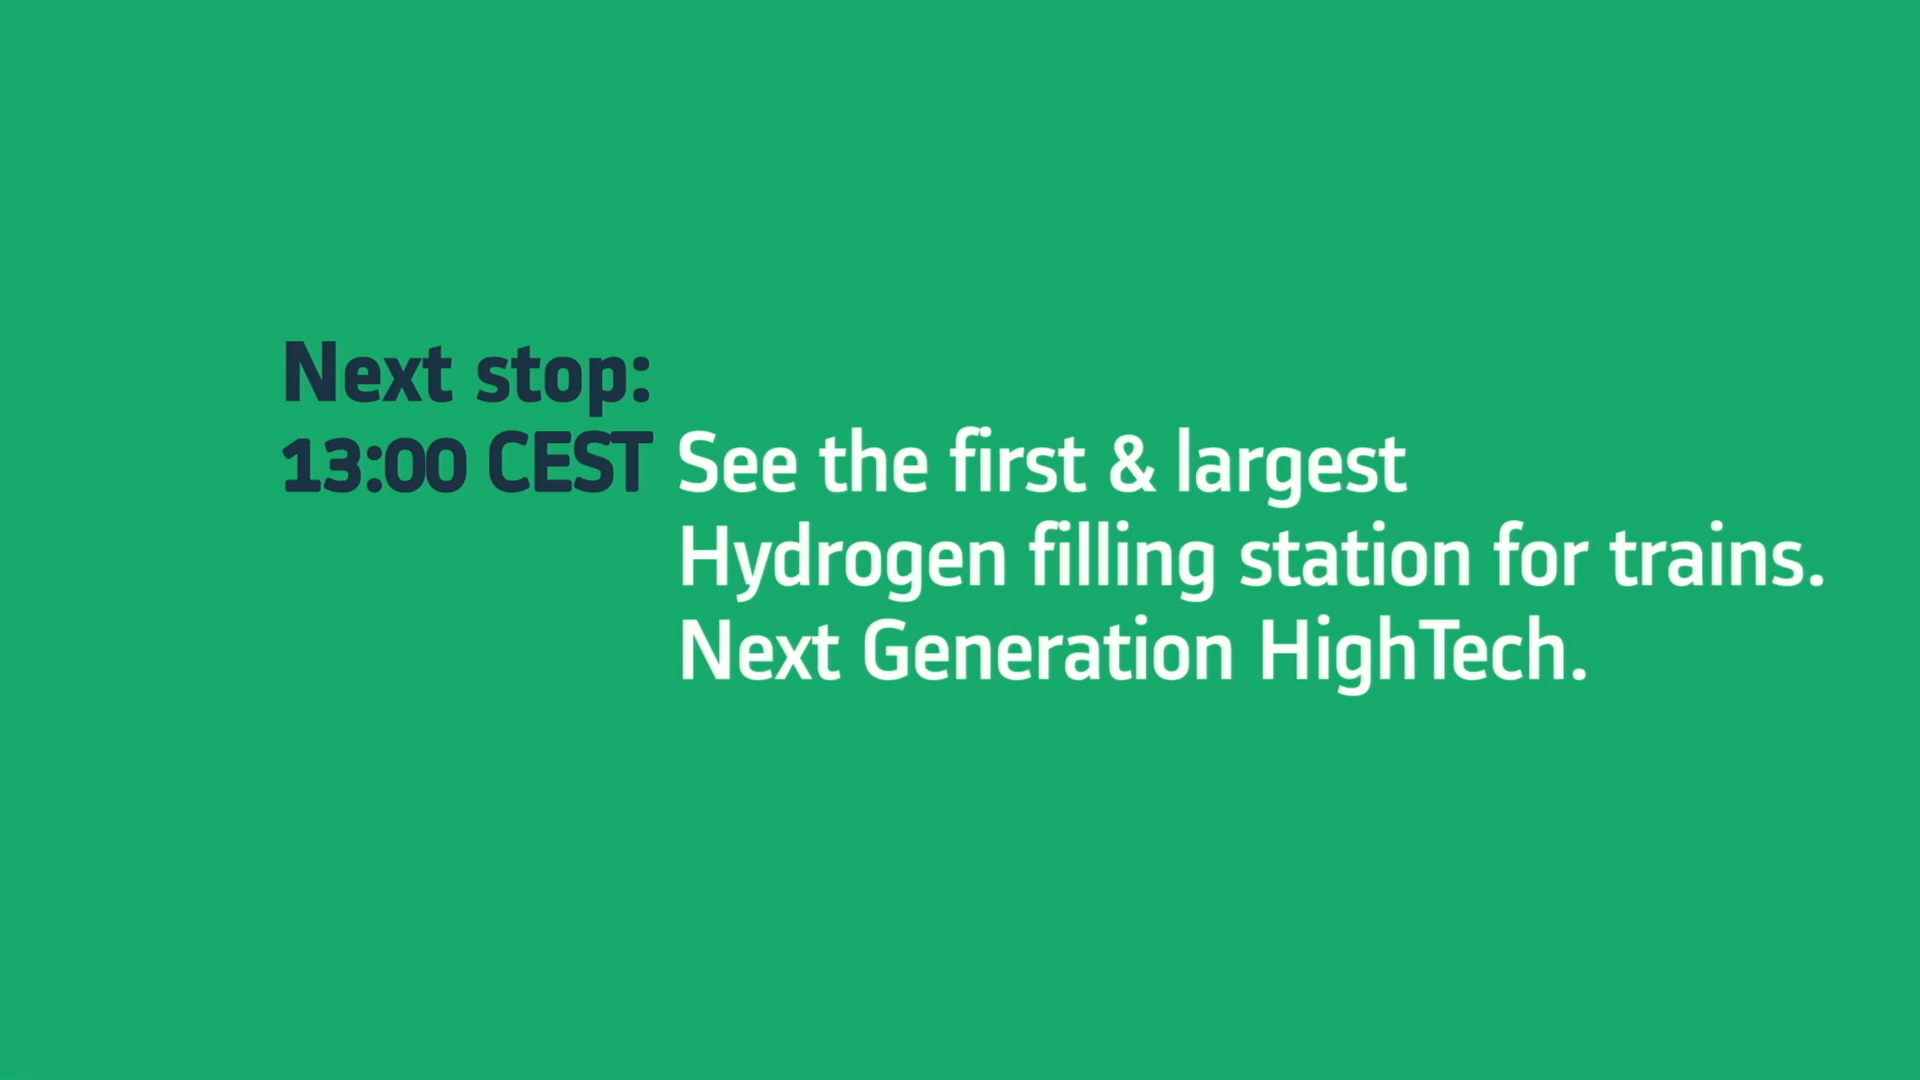 Next stop:
13:00 CEST See the first & largest
Hydrogen filling station for trains.
Next Generation HighTech.